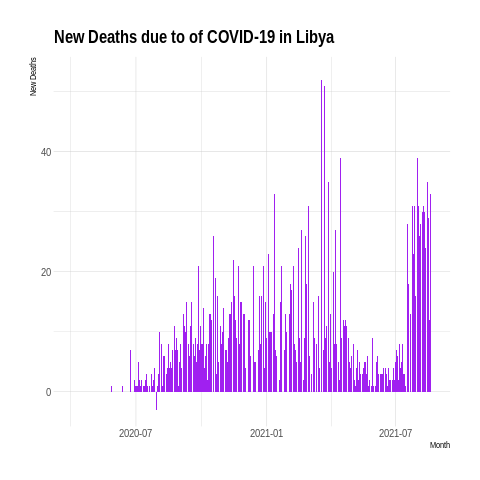 New Deaths due to of COVID-19 in Libya
New Deaths
40
20
0
2020-07
2021-01
2021-07
Month